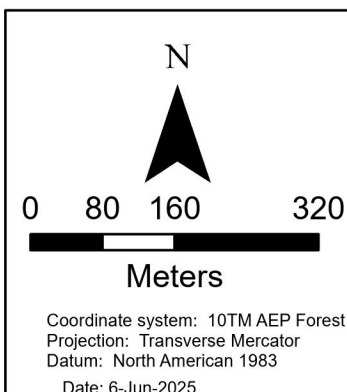 N
0 80 160 320
Meters
Coordinate system: 10TM AEP Forest
Projection: Transverse Mercator
Datum: North American 1983
Date: 6-Jun-2025